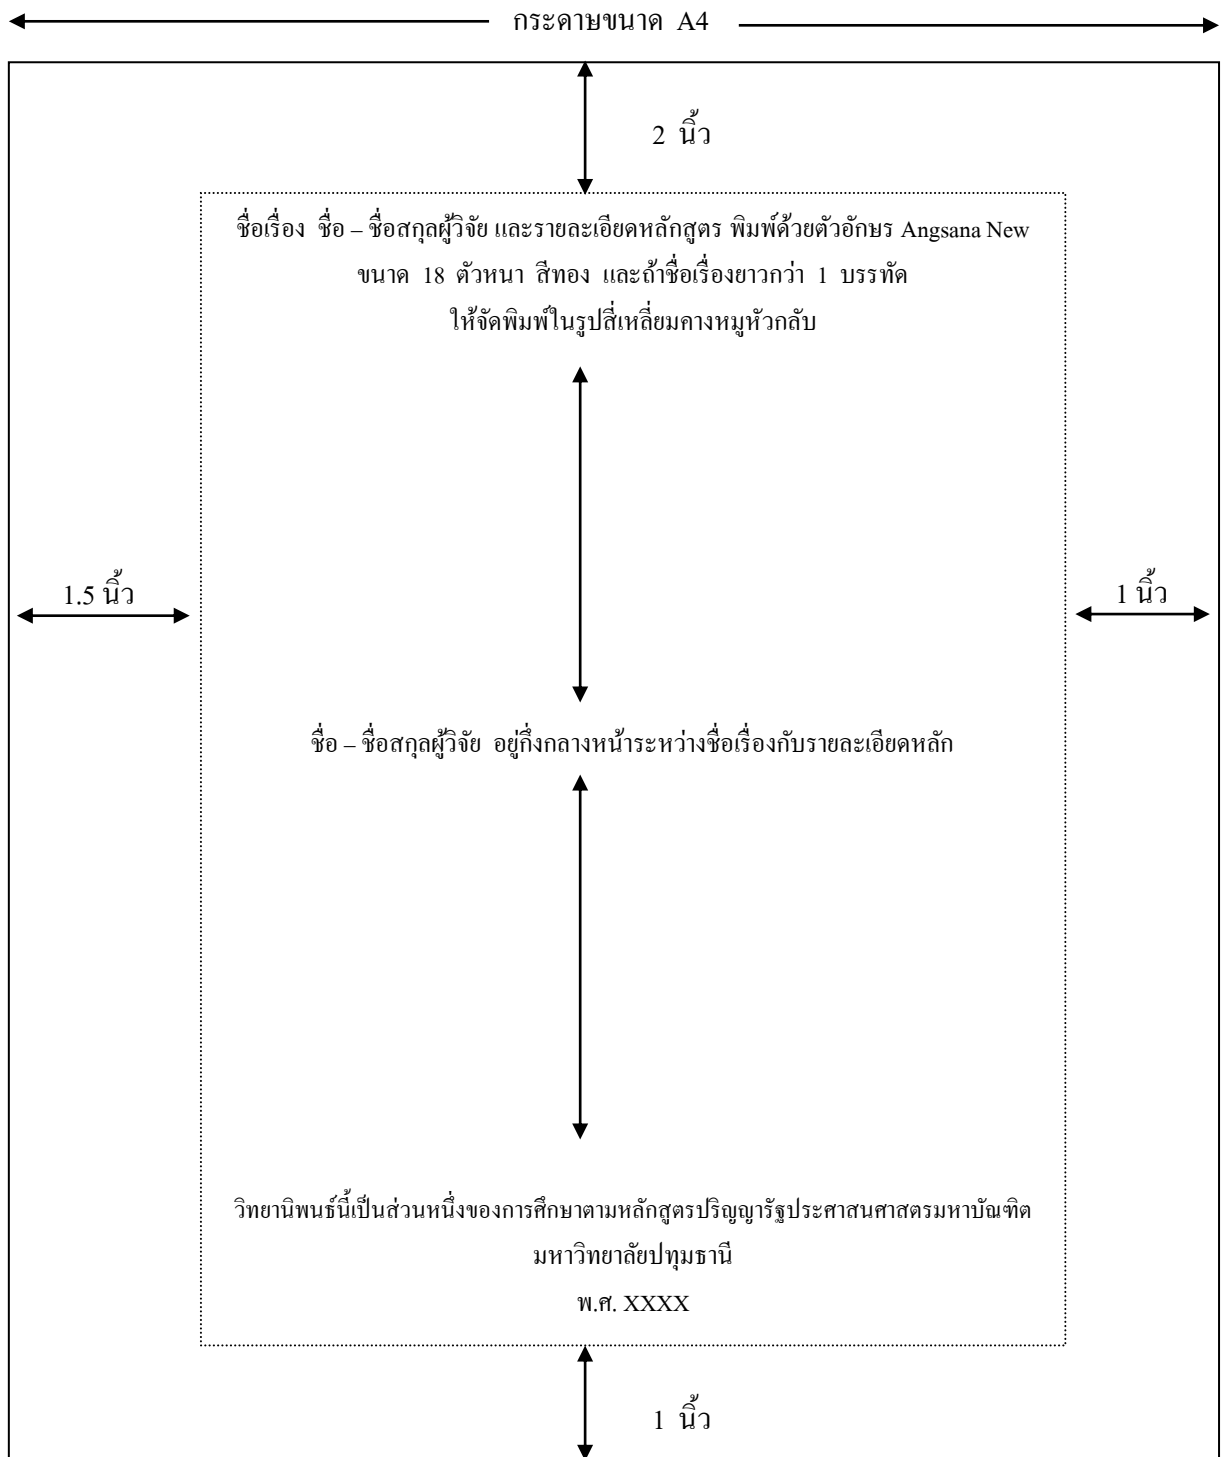 กระดาษขนาด A4
2 นิ้ว
ชื่อเรื่อง ชื่อ – ชื่อสกุลผู้วิจัย และรายละเอียดหลักสูตร พิมพ์ด้วยตัวอักษร Angsana New
ขนาด 18 ตัวหนา สีทอง และถ้าชื่อเรื่องยาวกว่า 1 บรรทัด
ให้จัดพิมพ์ในรูปสี่เหลี่ยมคางหมูหัวกลับ
1.5 นิ้ว
1 นิ้ว
ชื่อ – ชื่อสกุลผู้วิจัย อยู่กึ่งกลางหน้าระหว่างชื่อเรื่องกับรายละเอียดหลัก
วิทยานิพนธ์นี้เป็นส่วนหนึ่งของการศึกษาตามหลักสูตรปริญญารัฐประศาสนศาสตรมหาบัณฑิต
มหาวิทยาลัยปทุมธานี
พ.ศ. XXXX
1 นิ้ว